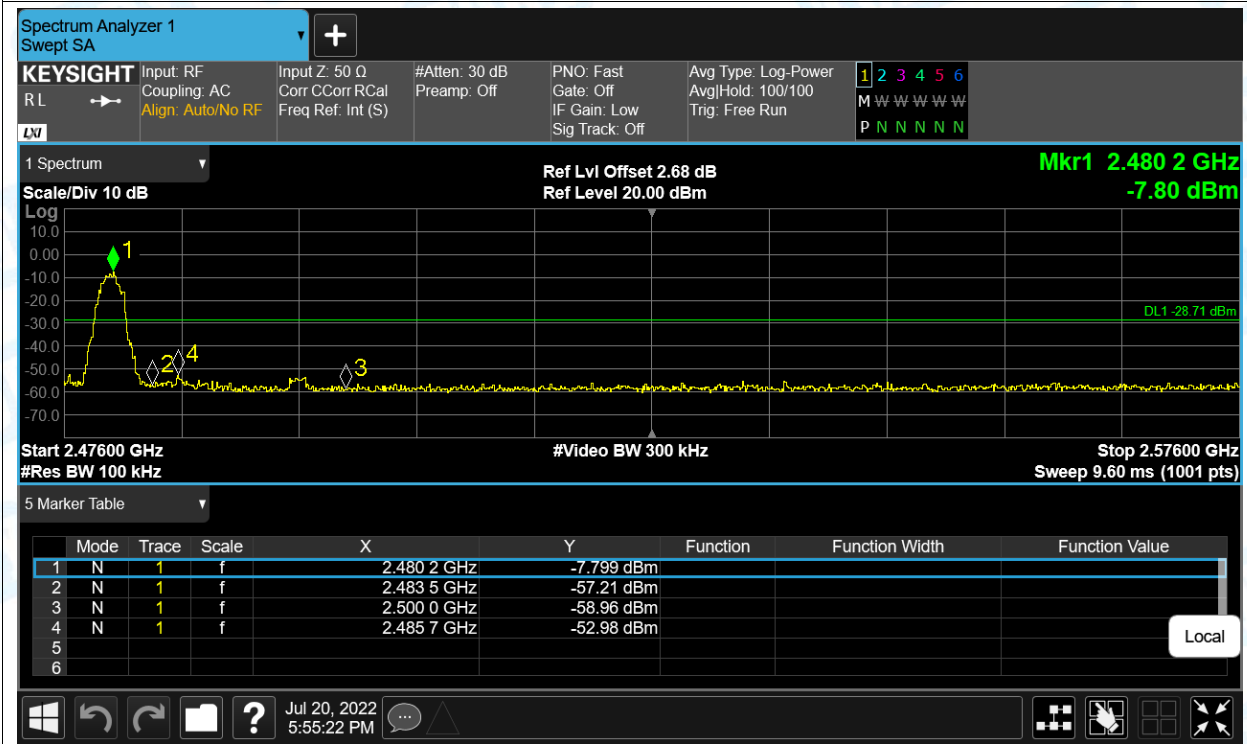 Spectrum Analyzer 1
Swept SA
+
KEYSIGHT
R L
LXI
Input: RF
Coupling: AC
Align: Auto/No RF
Input Z: 50 Ω
Corr CCorr RCal
Freq Ref: Int (S)
#Atten: 30 dB
Preamp: Off
PNO: Fast
Gate: Off
IF Gain: Low
Sig Track: Off
Avg Type: Log-Power
Avg|Hold: 100/100
Trig: Free Run
1 2 3 4 5 6
M W W W W W
P N N N N N
1 Spectrum
Scale/Div 10 dB
Ref Lvl Offset 2.68 dB
Ref Level 20.00 dBm
Mkr1 2.480 2 GHz
-7.80 dBm
Log
10.0
0.00
-10.0
-20.0
-30.0
-40.0
-50.0
-60.0
-70.0
1
2
4
3
DL1 -28.71 dBm
Start 2.47600 GHz
#Res BW 100 kHz
#Video BW 300 kHz
Stop 2.57600 GHz
Sweep 9.60 ms (1001 pts)
5 Marker Table
Mode Trace Scale X Y Function Function Width Function Value
1 N 1 f 2.480 2 GHz -7.799 dBm
2 N 1 f 2.483 5 GHz -57.21 dBm
3 N 1 f 2.500 0 GHz -58.96 dBm
4 N 1 f 2.485 7 GHz -52.98 dBm
5
6
Local
?
Jul 20, 2022
5:55:22 PM